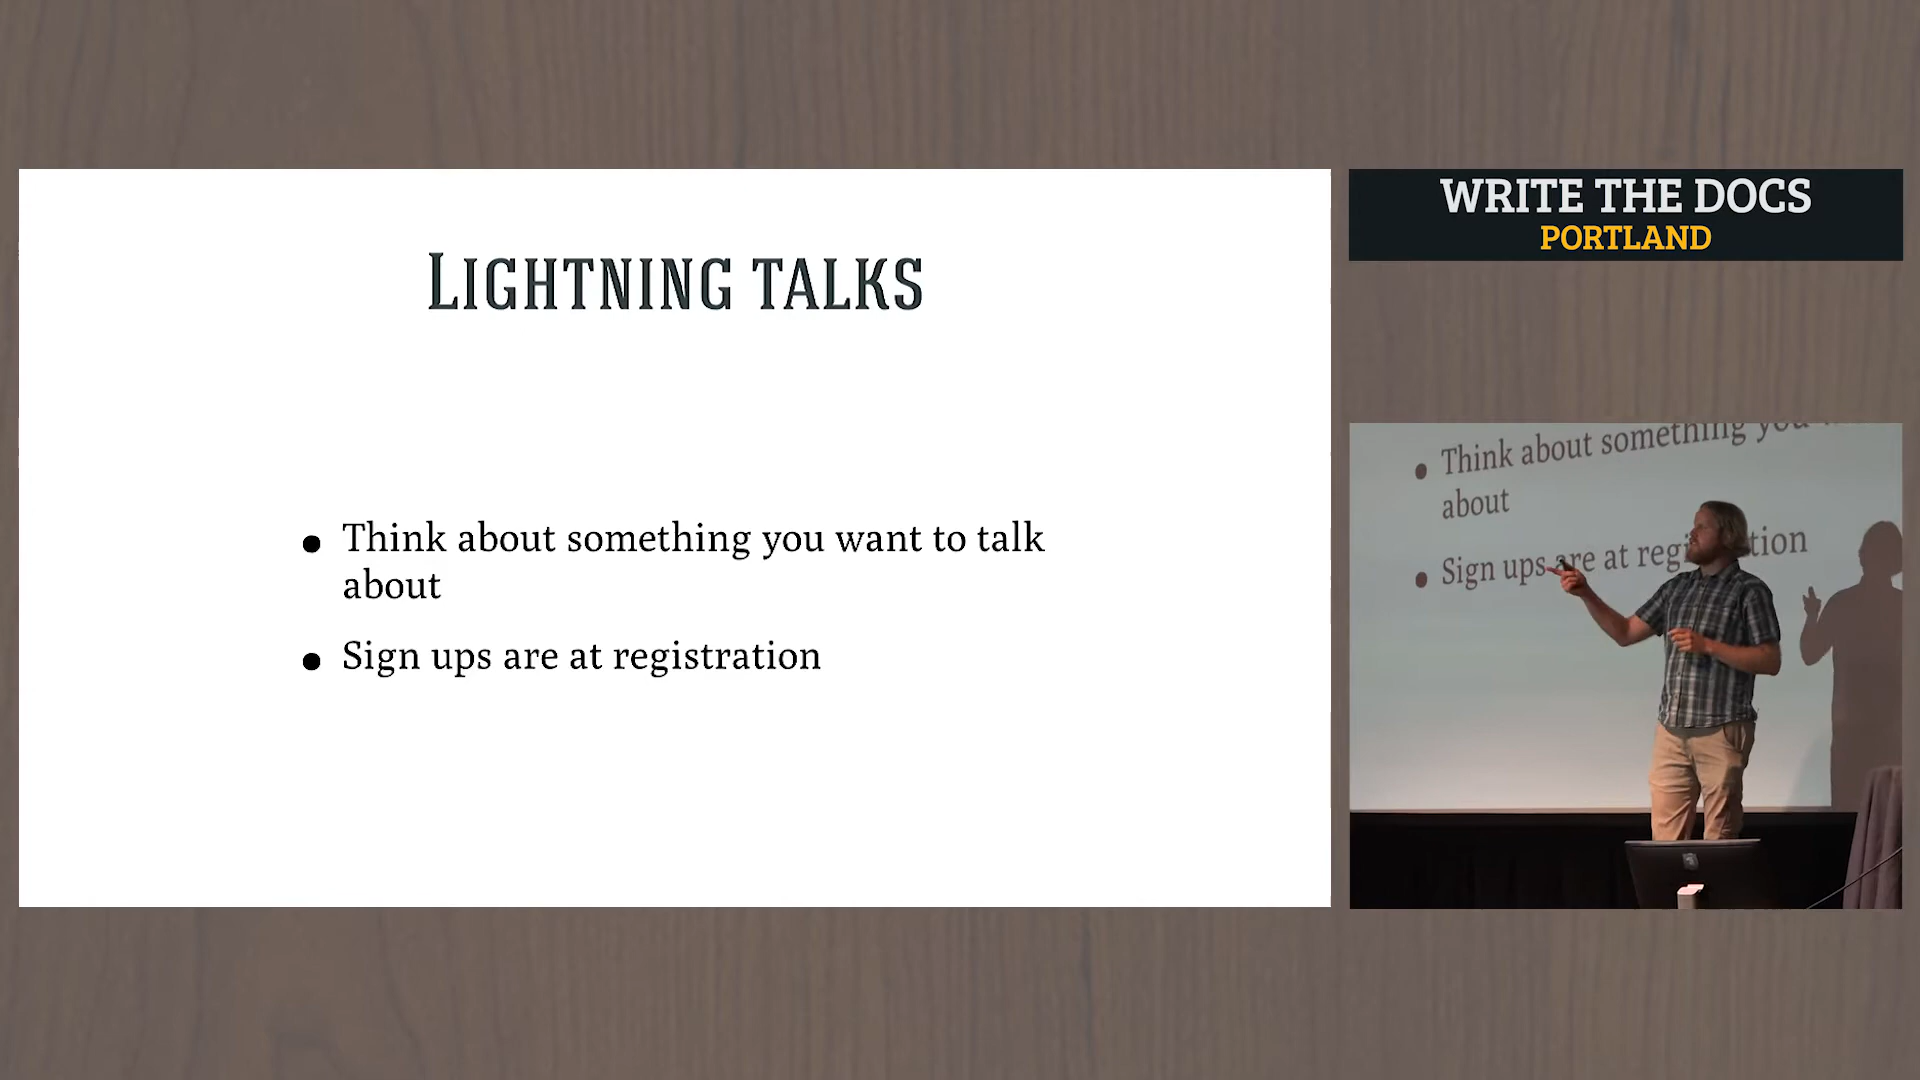 LIGHTNING TALKS
• Think about something you want to talk
about
• Sign ups are at registration
WRITE THE DOCS
PORTLAND
• Think about something you
about
• Sign ups are at regi tion